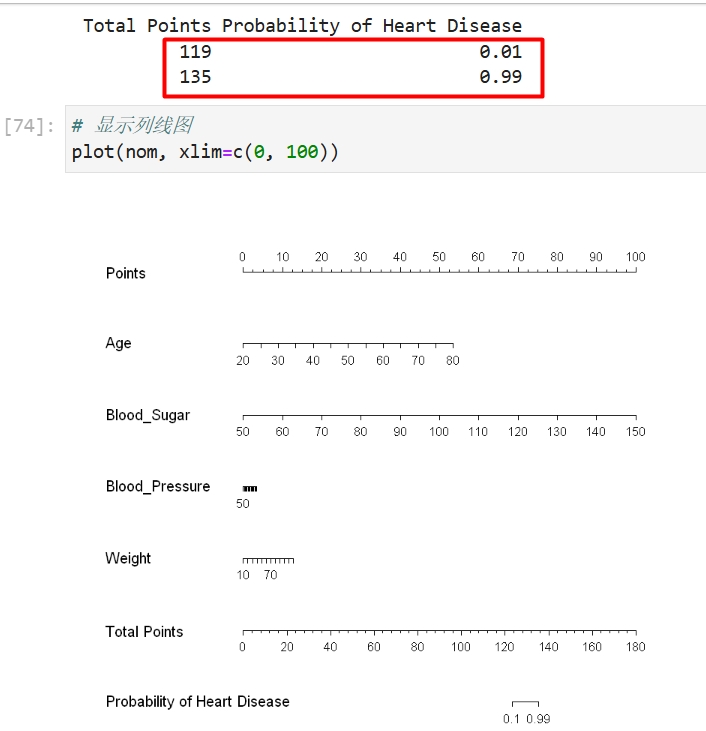 Total Points Probability of Heart Disease
119 0.01
135 0.99
[74]: # 显示列线图
plot(nom, xlim=c(0, 100))
0 10 20 30 40 50 60 70 80 90 100
Points
Age
20 30 40 50 60 70 80
Blood_Sugar
50 60 70 80 90 100 110 120 130 140 150
Blood_Pressure
50
Weight
10 70
Total Points
0 20 40 60 80 100 120 140 160 180
Probability of Heart Disease
0.1 0.99